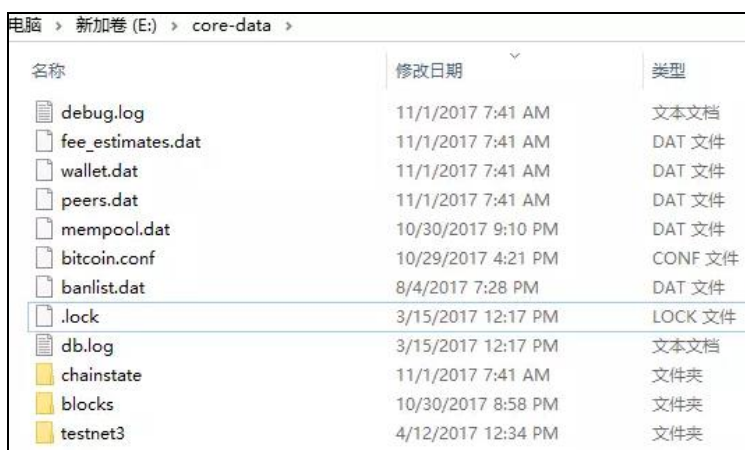 电脑 > 新加卷 (E:) > core-data >
名称 修改日期 类型
debug.log 11/1/2017 7:41 AM 文本文档
fee_estimates.dat 11/1/2017 7:41 AM DAT 文件
wallet.dat 11/1/2017 7:41 AM DAT 文件
peers.dat 11/1/2017 7:41 AM DAT 文件
mempool.dat 10/30/2017 9:10 PM DAT 文件
bitcoin.conf 10/29/2017 4:21 PM CONF 文件
banlist.dat 8/4/2017 7:28 PM DAT 文件
.lock 3/15/2017 12:17 PM LOCK 文件
db.log 3/15/2017 12:17 PM 文本文档
chainstate 11/1/2017 7:41 AM 文件夹
blocks 10/30/2017 8:58 PM 文件夹
testnet3 4/12/2017 12:34 PM 文件夹